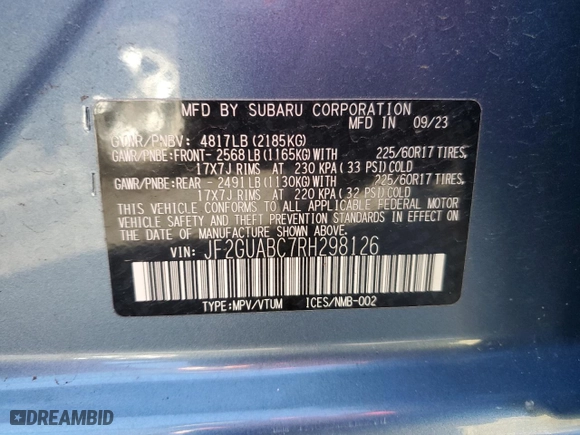 MFD BY SUBARU CORPORATION
MFD IN 09/23
GVWR/PNBV: 4817LB (2185KG)
GAWR/PNBE:FRONT- 2568LB (1165KG)WITH 225/60R17 TIRES,
17X7J RIMS AT 230 KPA (33 PSI)COLD
GAWR/PNBE:REAR - 2491LB (1130KG)WITH 225/60R17 TIRES,
17X7J RIMS AT 220 KPA (32 PSI)COLD
THIS VEHICLE CONFORMS TO ALL APPLICABLE FEDERAL MOTOR
VEHICLE SAFETY AND THEFT PREVENTION STANDARDS IN EFFECT ON
THE DATE OF MANUFACTURE SHOWN ABOVE.
VIN: JF2GUABC7RH298126
TYPE:MPV/VTUM ICES/NMB-002
DREAMBID